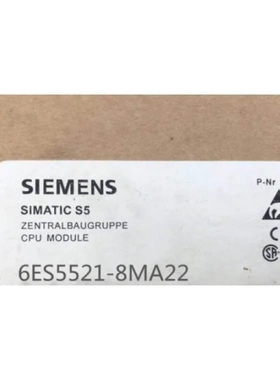 SIEMENS
P-Nr
SIMATIC S5
ZENTRALBAUGRUPPE
CPU MODULE
6ES5521-8MA22